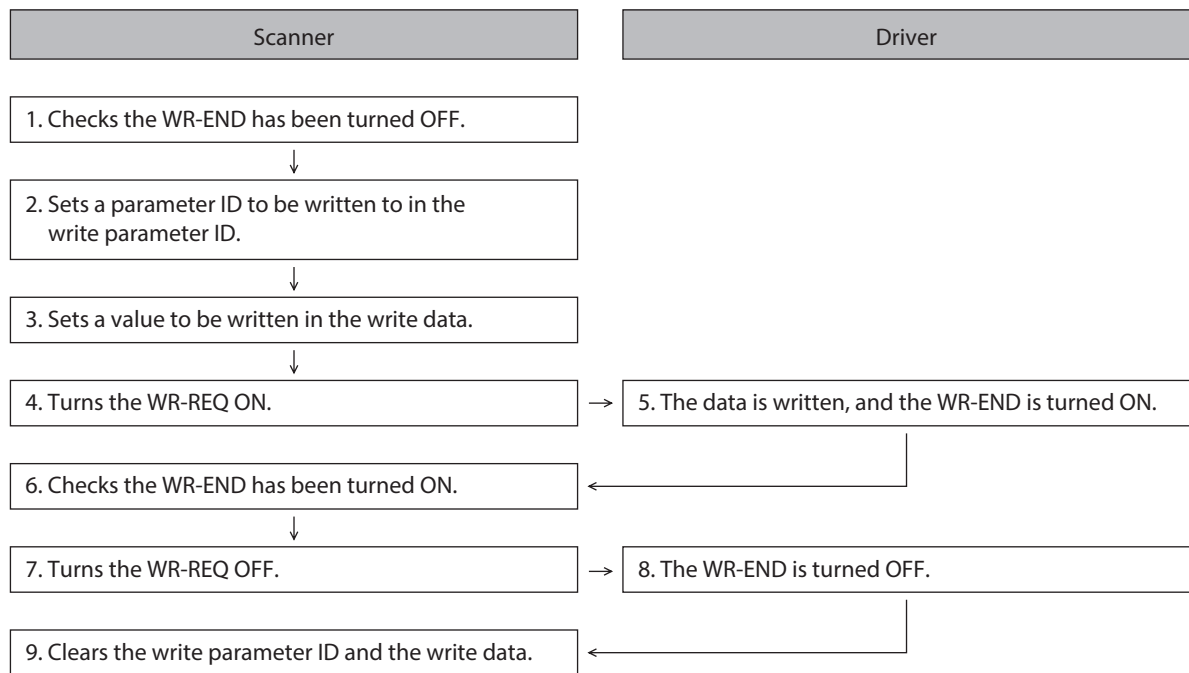 Scanner
Driver
1. Checks the WR-END has been turned OFF.
2. Sets a parameter ID to be written to in the
write parameter ID.
3. Sets a value to be written in the write data.
4. Turns the WR-REQ ON.
5. The data is written, and the WR-END is turned ON.
6. Checks the WR-END has been turned ON.
7. Turns the WR-REQ OFF.
8. The WR-END is turned OFF.
9. Clears the write parameter ID and the write data.